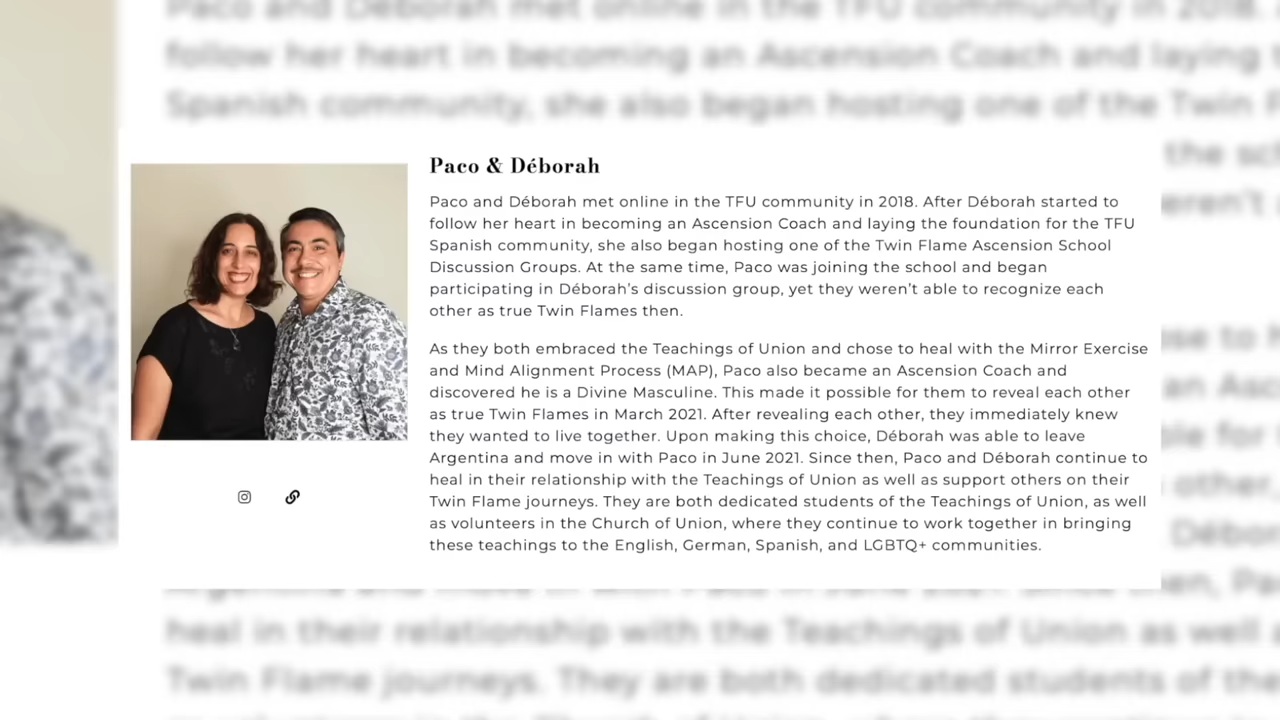 Paco & Déborah
Paco and Déborah met online in the TFU community in 2018. After Déborah started to
follow her heart in becoming an Ascension Coach and laying the foundation for the TFU
Spanish community, she also began hosting one of the Twin Flame Ascension School
Discussion Groups. At the same time, Paco was joining the school and began
participating in Déborah's discussion group, yet they weren't able to recognize each
other as true Twin Flames then.
As they both embraced the Teachings of Union and chose to heal with the Mirror Exercise
and Mind Alignment Process (MAP), Paco also became an Ascension Coach and
discovered he is a Divine Masculine. This made it possible for them to reveal each other
as true Twin Flames in March 2021. After revealing each other, they immediately knew
they wanted to live together. Upon making this choice, Déborah was able to leave
Argentina and move in with Paco in June 2021. Since then, Paco and Déborah continue to
heal in their relationship with the Teachings of Union as well as support others on their
Twin Flame journeys. They are both dedicated students of the Teachings of Union, as well
as volunteers in the Church of Union, where they continue to work together in bringing
these teachings to the English, German, Spanish, and LGBTQ+ communities.